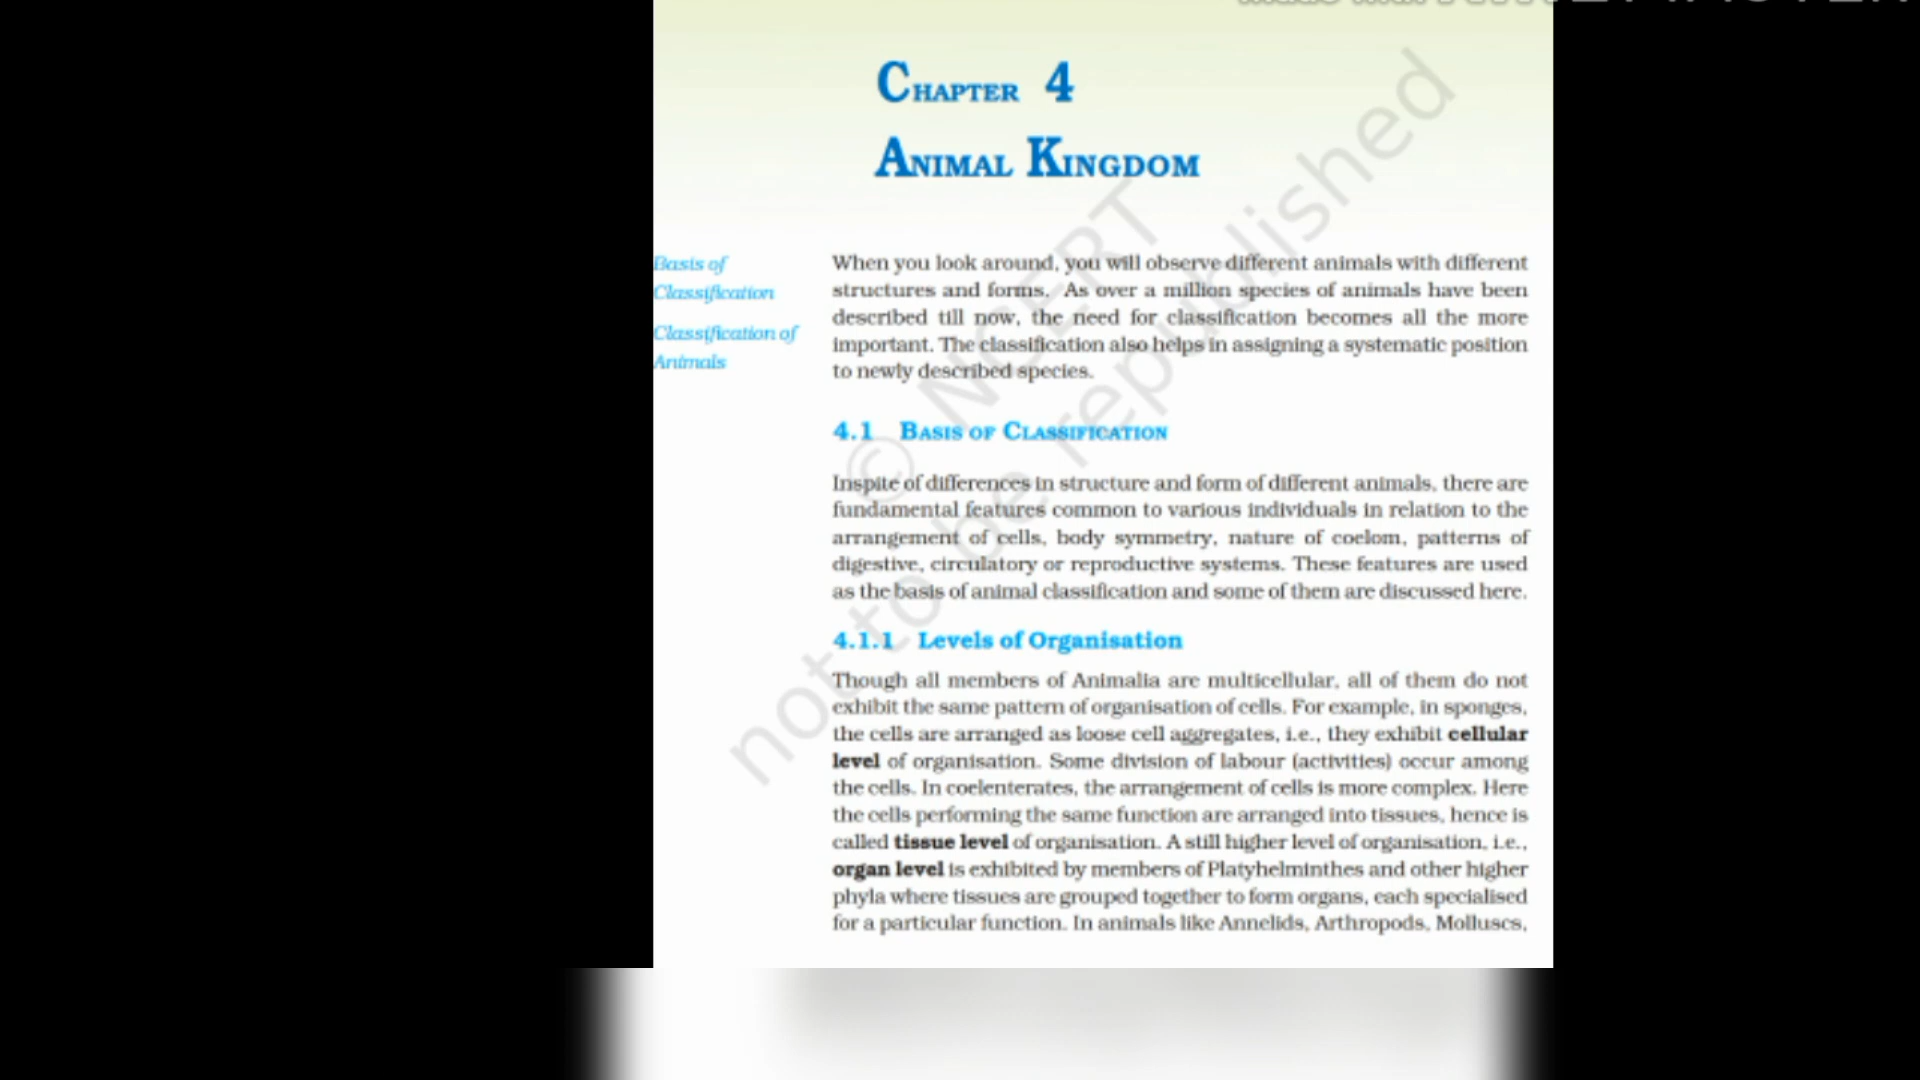 CHAPTER 4
ANIMAL KINGDOM
Basis of
Classification
Classification of
Animals
When you look around, you will observe different animals with different
structures and forms. As over a million species of animals have been
described till now, the need for classification becomes all the more
important. The classification also helps in assigning a systematic position
to newly described species.
4.1 BASIS OF CLASSIFICATION
Inspite of differences in structure and form of different animals, there are
fundamental features common to various individuals in relation to the
arrangement of cells, body symmetry, nature of coelom, patterns of
digestive, circulatory or reproductive systems. These features are used
as the basis of animal classification and some of them are discussed here.
4.1.1 Levels of Organisation
Though all members of Animalia are multicellular, all of them do not
exhibit the same pattern of organisation of cells. For example, in sponges,
the cells are arranged as loose cell aggregates, i.e., they exhibit cellular
level of organisation. Some division of labour (activities) occur among
the cells. In coelenterates, the arrangement of cells is more complex. Here
the cells performing the same function are arranged into tissues, hence is
called tissue level of organisation. A still higher level of organisation, i.e.,
organ level is exhibited by members of Platyhelminthes and other higher
phyla where tissues are grouped together to form organs, each specialised
for a particular function. In animals like Annelids, Arthropods, Molluscs,
© NCERT
not to be republished